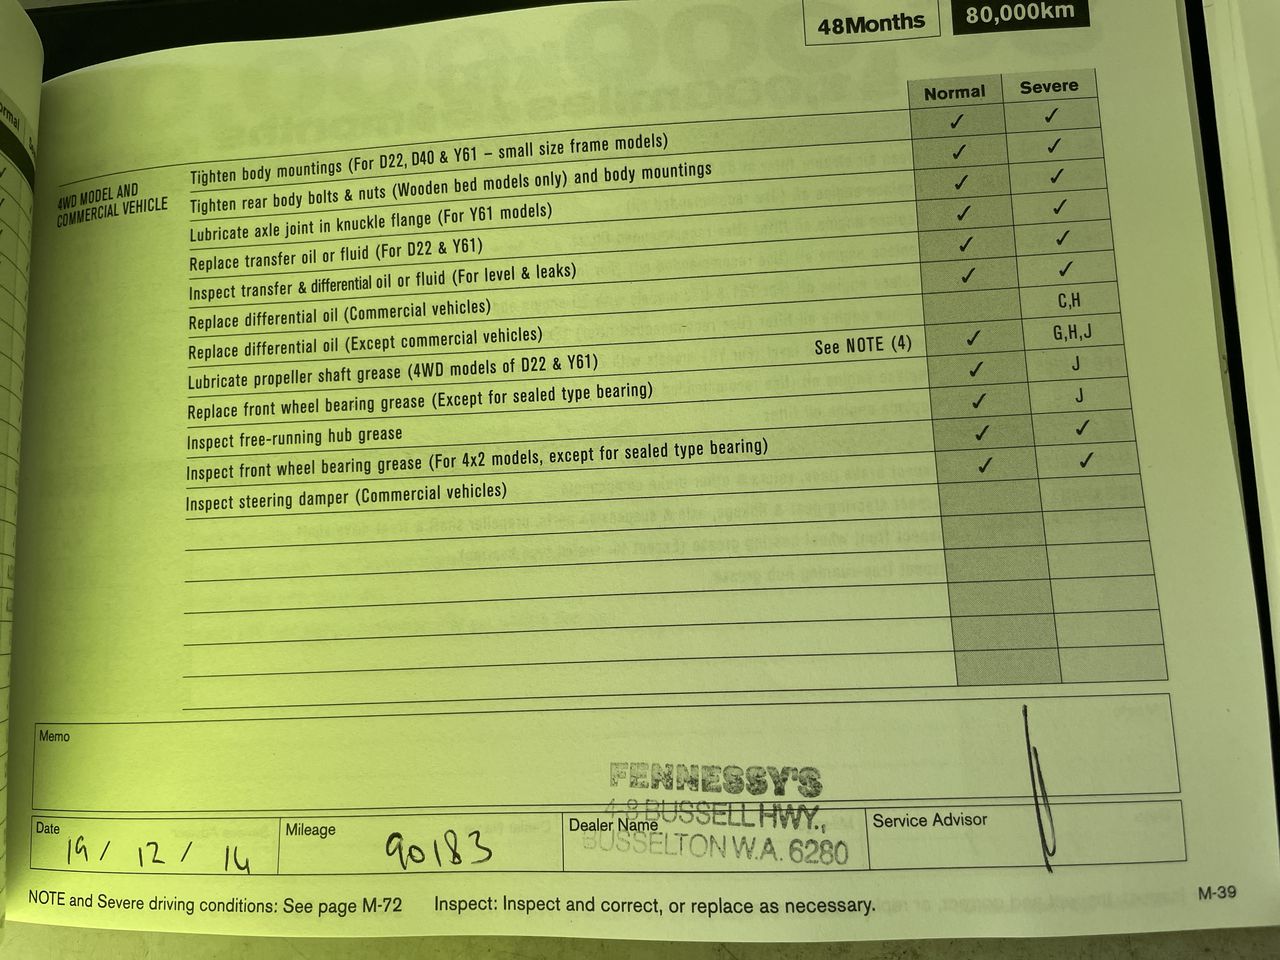 48Months 80,000km
Normal Severe
4WD MODEL AND
COMMERCIAL VEHICLE
Tighten body mountings (For D22, D40 & Y61 – small size frame models) ✓ ✓
Tighten rear body bolts & nuts (Wooden bed models only) and body mountings ✓ ✓
Lubricate axle joint in knuckle flange (For Y61 models) ✓ ✓
Replace transfer oil or fluid (For D22 & Y61) ✓ ✓
Inspect transfer & differential oil or fluid (For level & leaks) ✓ ✓
Replace differential oil (Commercial vehicles) ✓ ✓
Replace differential oil (Except commercial vehicles) C,H
Lubricate propeller shaft grease (4WD models of D22 & Y61) See NOTE (4) ✓ G,H,J
Replace front wheel bearing grease (Except for sealed type bearing) ✓ J
Inspect free-running hub grease ✓ J
Inspect front wheel bearing grease (For 4x2 models, except for sealed type bearing) ✓ ✓
Inspect steering damper (Commercial vehicles) ✓ ✓
Memo
FENNESSY'S
4-8 BUSSELL HWY.,
BUSSELTON W.A. 6280
Date 19 / 12 / 14
Mileage 90183
Dealer Name
Service Advisor
NOTE and Severe driving conditions: See page M-72 Inspect: Inspect and correct, or replace as necessary.
M-39